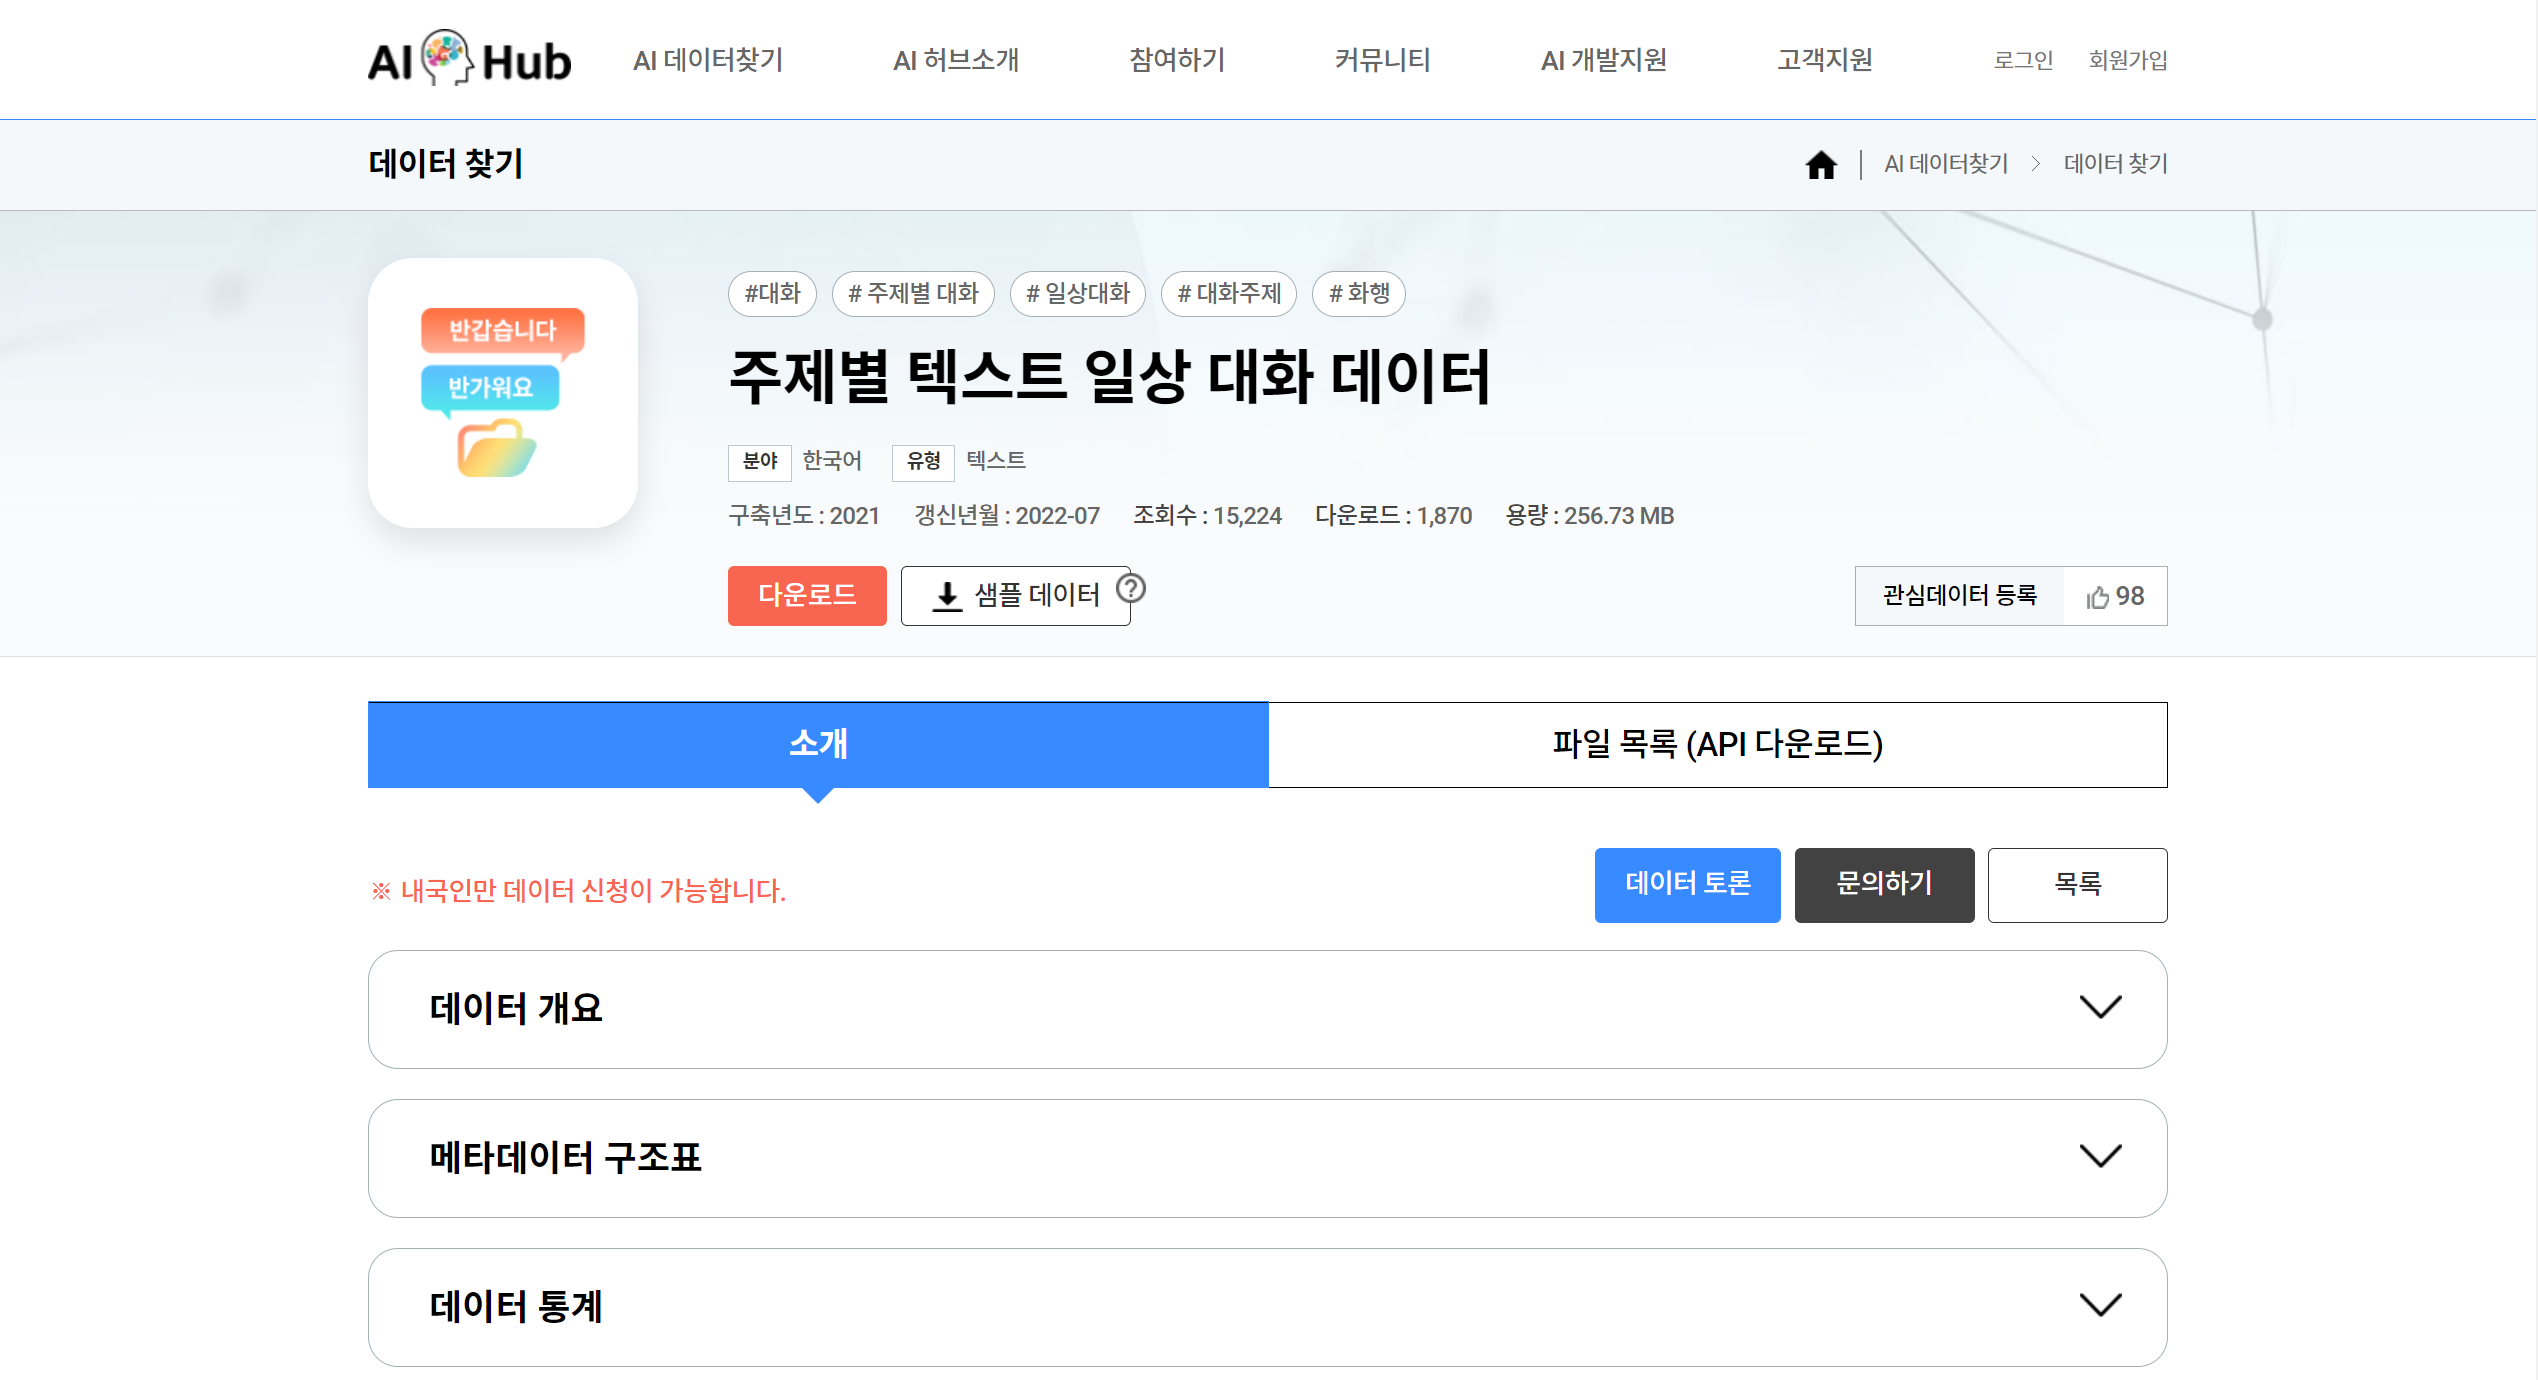 AI Hub
AI 데이터찾기 AI 허브소개 참여하기 커뮤니티 AI 개발지원 고객지원 로그인 회원가입
데이터 찾기
AI 데이터찾기 > 데이터 찾기
반갑습니다
반가워요
#대화 # 주제별 대화 # 일상대화 # 대화주제 # 화행
주제별 텍스트 일상 대화 데이터
분야 한국어 유형 텍스트
구축년도 : 2021 갱신년월 : 2022-07 조회수 : 15,224 다운로드 : 1,870 용량 : 256.73 MB
다운로드 샘플 데이터 ? 관심데이터 등록 98
소개 파일 목록 (API 다운로드)
※ 내국인만 데이터 신청이 가능합니다.
데이터 토론 문의하기 목록
데이터 개요
메타데이터 구조표
데이터 통계